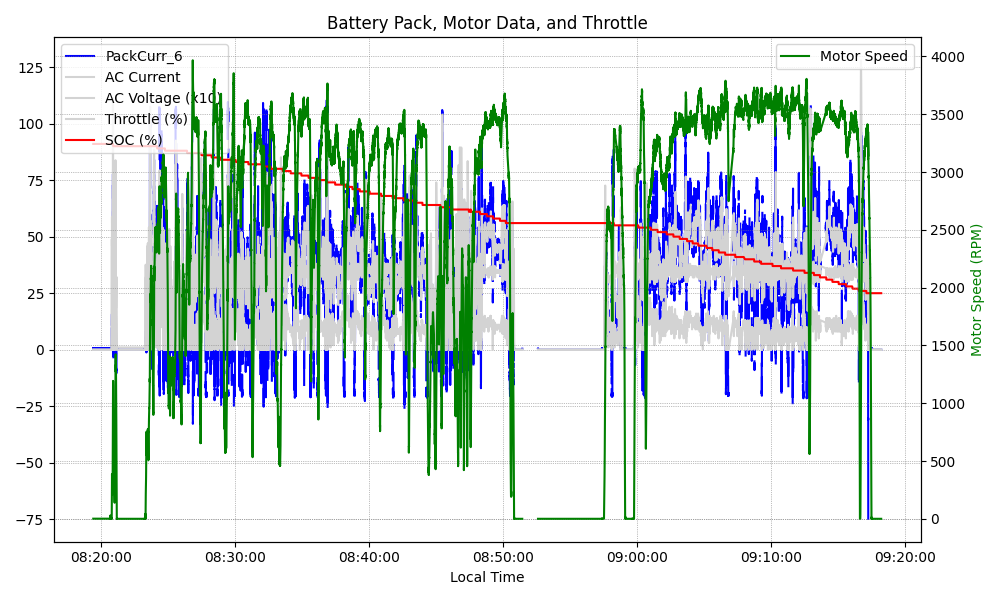 Battery Pack, Motor Data, and Throttle
PackCurr_6
AC Current
AC Voltage (x10)
Throttle (%)
SOC (%)
Motor Speed
125
100
75
50
25
0
−25
−50
−75
4000
3500
3000
2500
2000
1500
1000
500
0
Motor Speed (RPM)
08:20:00
08:30:00
08:40:00
08:50:00
09:00:00
09:10:00
09:20:00
Local Time